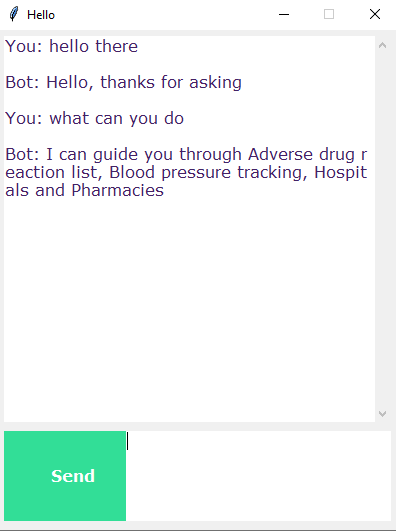 Hello
You: hello there
Bot: Hello, thanks for asking
You: what can you do
Bot: I can guide you through Adverse drug r
eaction list, Blood pressure tracking, Hospit
als and Pharmacies
Send